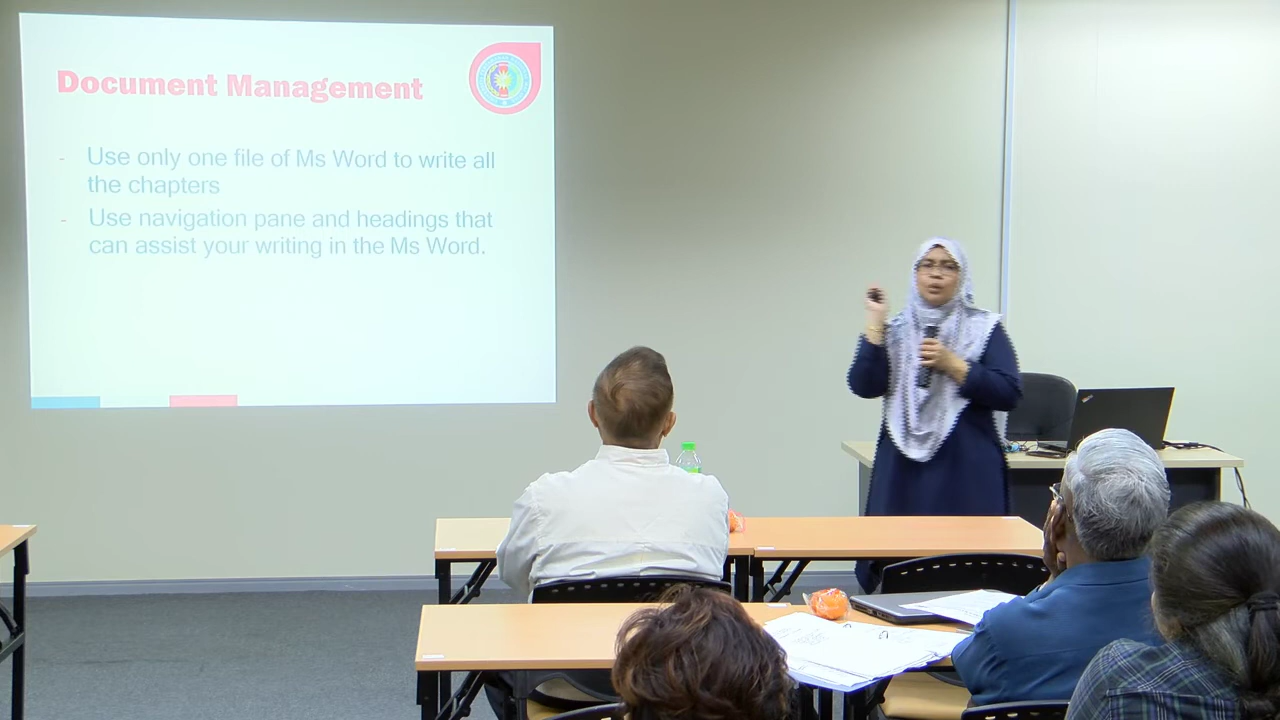 Document Management
- Use only one file of Ms Word to write all
the chapters
- Use navigation pane and headings that
can assist your writing in the Ms Word.